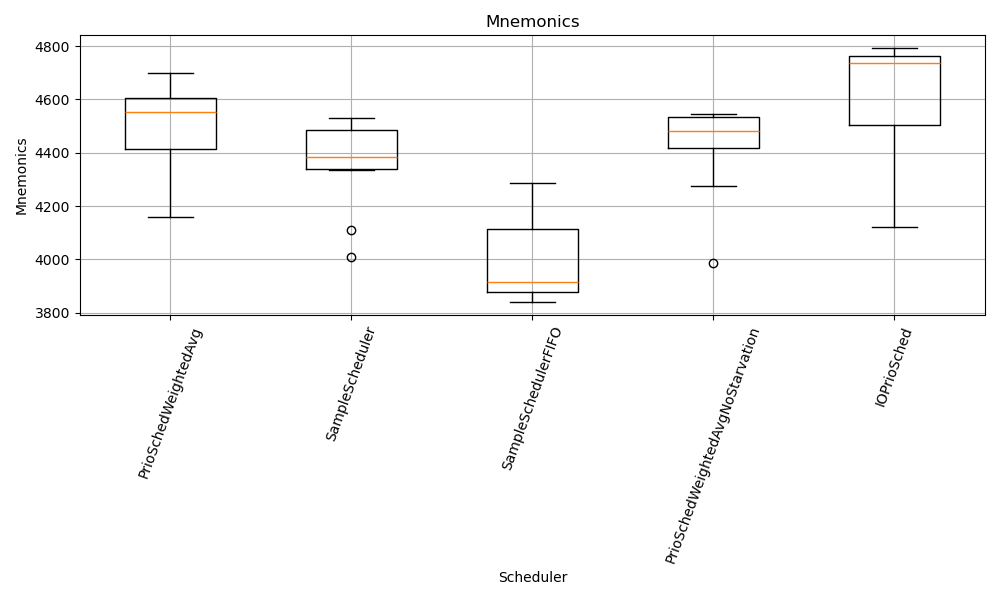 Mnemonics
Mnemonics
4800
4600
4400
4200
4000
3800
PrioSchedWeightedAvg
SampleScheduler
SampleSchedulerFIFO
PrioSchedWeightedAvgNoStarvation
IOPrioSched
Scheduler